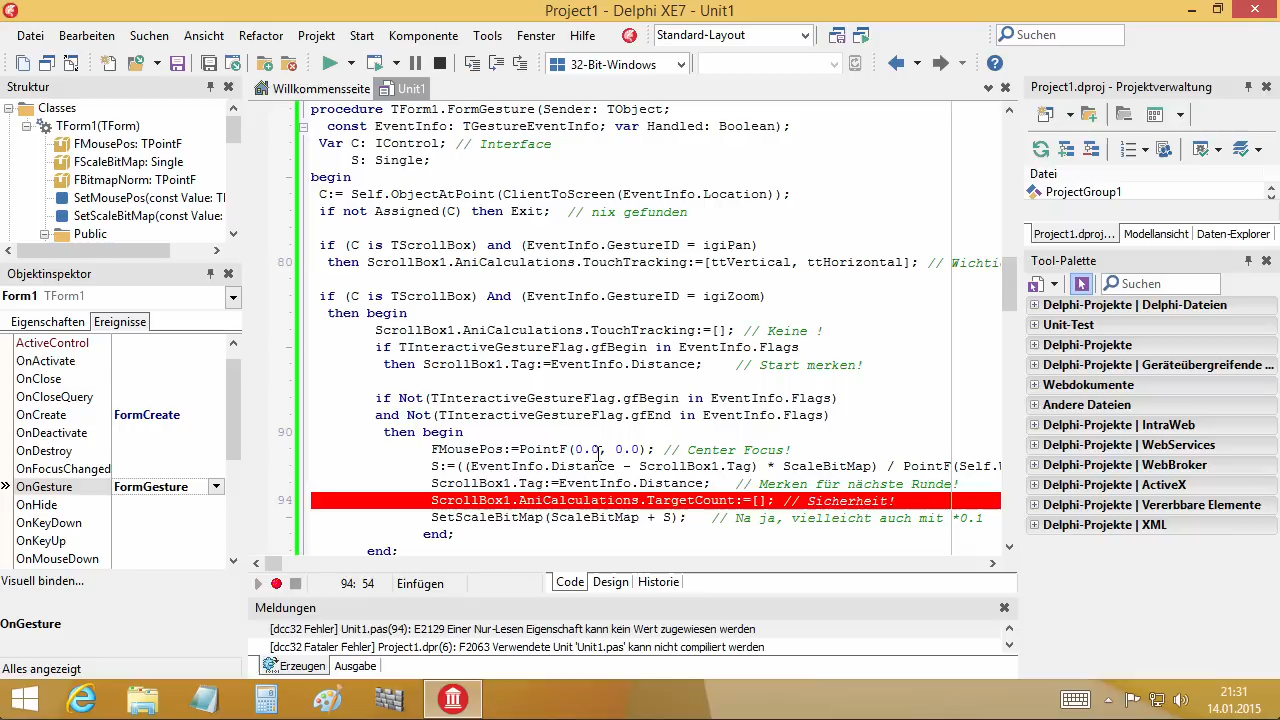 Project1 - Delphi XE7 - Unit1
Datei Bearbeiten Suchen Ansicht Refactor Projekt Start Komponente Tools Fenster Hilfe Standard-Layout Suchen
32-Bit-Windows
Struktur
Classes
TForm1(TForm)
FMousePos: TPointF
FScaleBitMap: Single
FBitmapNorm: TPointF
SetMousePos(const Value: TI
SetScaleBitMap(const Value:
Public
Objektinspektor
Form1 TForm1
Eigenschaften Ereignisse
ActiveControl
OnActivate
OnClose
OnCloseQuery
OnCreate FormCreate
OnDeactivate
OnDestroy
OnFocusChanged
OnGesture FormGesture
OnHide
OnKeyDown
OnKeyUp
OnMouseDown
Visuell binden...
OnGesture
Alles angezeigt
Willkommensseite Unit1
procedure TForm1.FormGesture(Sender: TObject;
const EventInfo: TGestureEventInfo; var Handled: Boolean);
Var C: IControl; // Interface
S: Single;
begin
C:= Self.ObjectAtPoint(ClientToScreen(EventInfo.Location));
if not Assigned(C) then Exit; // nix gefunden
if (C is TScrollBox) and (EventInfo.GestureID = igiPan)
80 then ScrollBox1.AniCalculations.TouchTracking:=[ttVertical, ttHorizontal]; // Wichtig
if (C is TScrollBox) And (EventInfo.GestureID = igiZoom)
then begin
ScrollBox1.AniCalculations.TouchTracking:=[]; // Keine !
if TInteractiveGestureFlag.gfBegin in EventInfo.Flags
then ScrollBox1.Tag:=EventInfo.Distance; // Start merken!
if Not(TInteractiveGestureFlag.gfBegin in EventInfo.Flags)
and Not(TInteractiveGestureFlag.gfEnd in EventInfo.Flags)
90 then begin
FMousePos:=PointF(0.0, 0.0); // Center Focus!
S:=((EventInfo.Distance - ScrollBox1.Tag) * ScaleBitMap) / PointF(Self.
ScrollBox1.Tag:=EventInfo.Distance; // Merken für nächste Runde!
94 ScrollBox1.AniCalculations.TargetCount:=[]; // Sicherheit!
SetScaleBitMap(ScaleBitMap + S); // Na ja, vielleicht auch mit *0.1
end;
end;
94: 54 Einfügen Code Design Historie
Meldungen
[dcc32 Fehler] Unit1.pas(94): E2129 Einer Nur-Lesen Eigenschaft kann kein Wert zugewiesen werden
[dcc32 Fataler Fehler] Project1.dpr(6): F2063 Verwendete Unit 'Unit1.pas' kann nicht compiliert werden
Erzeugen Ausgabe
Project1.dproj - Projektverwaltung
Datei
ProjectGroup1
Project1.dproj... Modellansicht Daten-Explorer
Tool-Palette
Suchen
Delphi-Projekte | Delphi-Dateien
Unit-Test
Delphi-Projekte
Delphi-Projekte | Geräteübergreifende ...
Webdokumente
Andere Dateien
Delphi-Projekte | IntraWeb
Delphi-Projekte | WebServices
Delphi-Projekte | WebBroker
Delphi-Projekte | ActiveX
Delphi-Projekte | Vererbbare Elemente
Delphi-Projekte | XML
21:31
14.01.2015